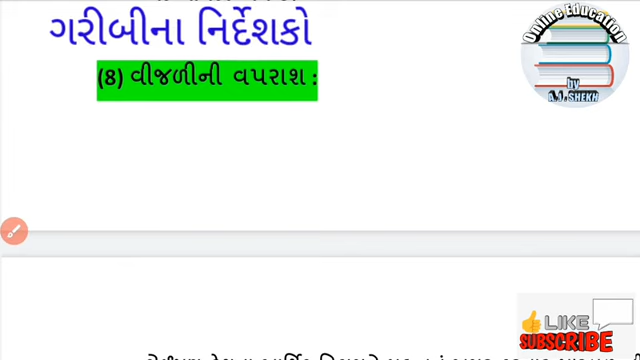 ગરીબીના નિર્દેશકો
(8) વીજળીની વપરાશ :
Online Education
by
A.I. SHEKH
LIKE
SUBSCRIBE